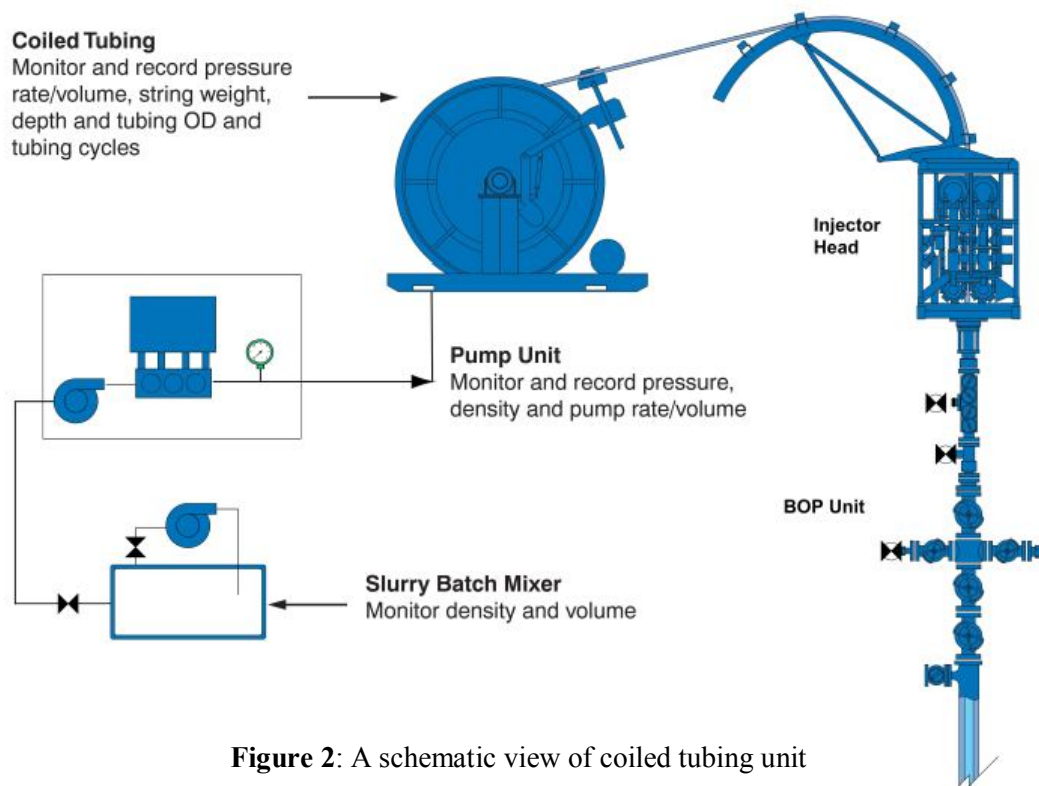 Coiled Tubing
Monitor and record pressure
rate/volume, string weight,
depth and tubing OD and
tubing cycles
Injector
Head
Pump Unit
Monitor and record pressure,
density and pump rate/volume
BOP Unit
Slurry Batch Mixer
Monitor density and volume
Figure 2: A schematic view of coiled tubing unit